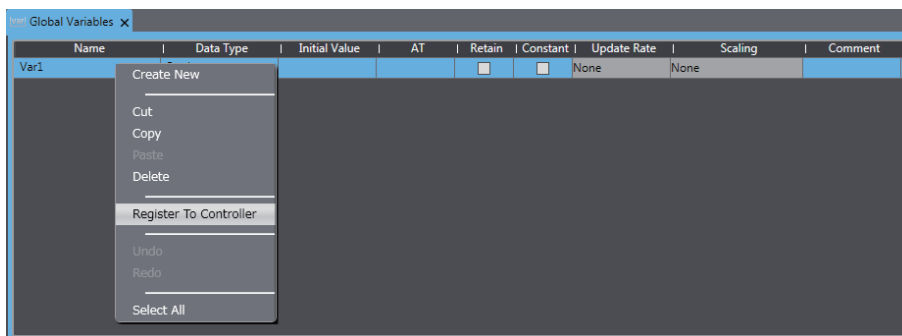 Global Variables
Name Data Type Initial Value AT Retain Constant Update Rate Scaling Comment
Var1 None None
Create New
Cut
Copy
Paste
Delete
Register To Controller
Undo
Redo
Select All